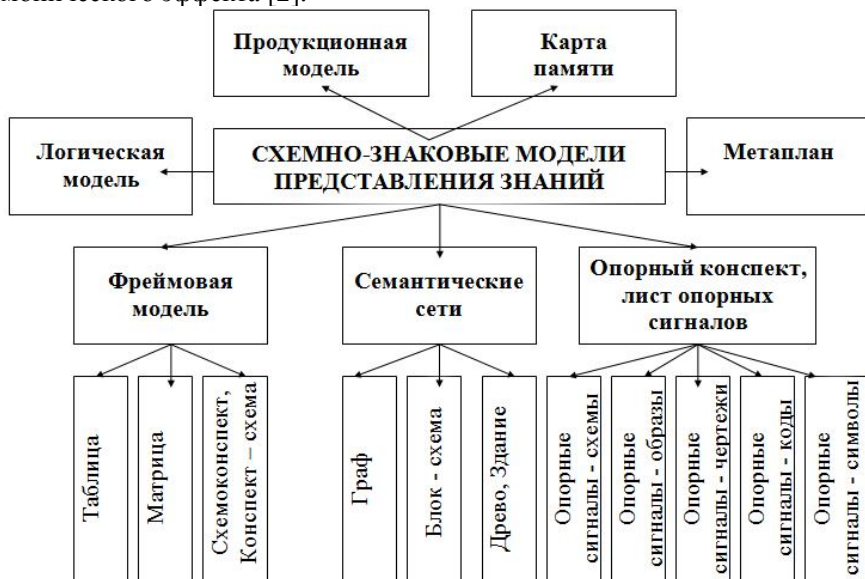 эффекта [2].
Продукционная
модель
Карта
памяти
Логическая
модель
СХЕМНО-ЗНАКОВЫЕ МОДЕЛИ
ПРЕДСТАВЛЕНИЯ ЗНАНИЙ
Метаплан
Фреймовая
модель
Семантические
сети
Опорный конспект,
лист опорных
сигналов
Таблица
Матрица
Схемоконспект,
Конспект – схема
Граф
Блок - схема
Древо, Здание
Опорные
сигналы - схемы
Опорные
сигналы - образы
Опорные
сигналы - чертежи
Опорные
сигналы - коды
Опорные
сигналы - символы